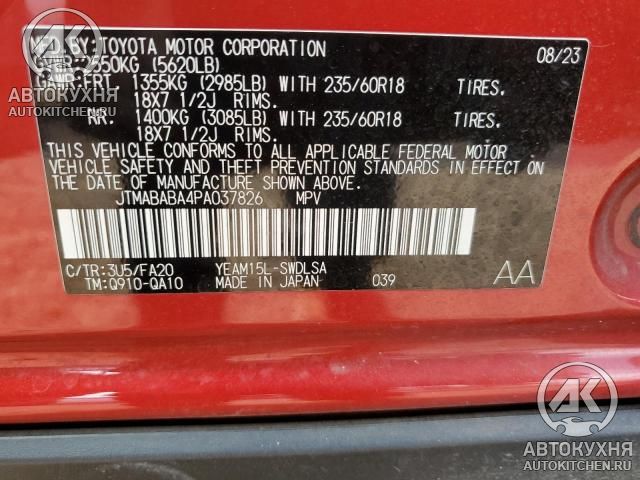 MFD.BY:TOYOTA MOTOR CORPORATION 08/23
2550KG (5620LB)
FRT. 1355KG (2985LB) WITH 235/60R18 TIRES.
18X7 1/2J RIMS.
RR. 1400KG (3085LB) WITH 235/60R18 TIRES.
18X7 1/2J RIMS.
THIS VEHICLE CONFORMS TO ALL APPLICABLE FEDERAL MOTOR
VEHICLE SAFETY AND THEFT PREVENTION STANDARDS IN EFFECT ON
THE DATE OF MANUFACTURE SHOWN ABOVE.
JTMABABA4PA037826 MPV
C/TR:3U5/FA20 YEAM15L-SWDLSA
TM:Q910-QA10 MADE IN JAPAN 039 AA
АВТОКУХНЯ
AUTOKITCHEN.RU
АК
АВТОКУХНЯ
AUTOKITCHEN.RU